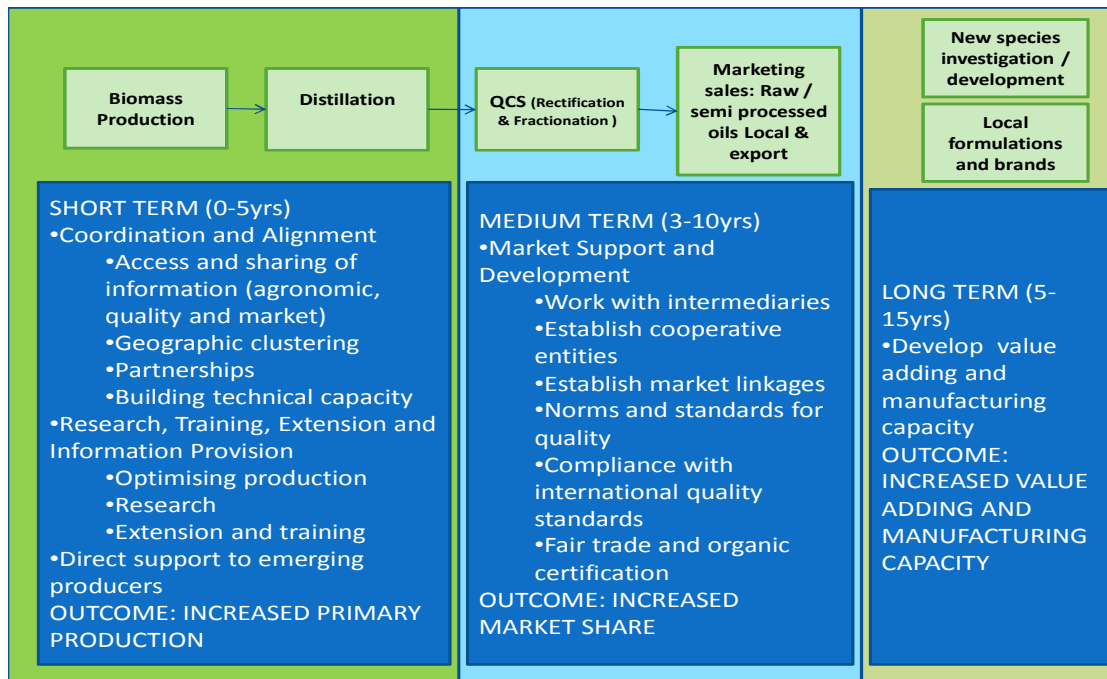 Biomass
Production
Distillation
QCS (Rectification
& Fractionation )
Marketing
sales: Raw /
semi processed
oils Local &
export
New species
investigation /
development
Local
formulations
and brands
SHORT TERM (0-5yrs)
•Coordination and Alignment
•Access and sharing of
information (agronomic,
quality and market)
•Geographic clustering
•Partnerships
•Building technical capacity
•Research, Training, Extension and
Information Provision
•Optimising production
•Research
•Extension and training
•Direct support to emerging
producers
OUTCOME: INCREASED PRIMARY
PRODUCTION
MEDIUM TERM (3-10yrs)
•Market Support and
Development
•Work with intermediaries
•Establish cooperative
entities
•Establish market linkages
•Norms and standards for
quality
•Compliance with
international quality
standards
•Fair trade and organic
certification
OUTCOME: INCREASED
MARKET SHARE
LONG TERM (5-
15yrs)
•Develop value
adding and
manufacturing
capacity
OUTCOME:
INCREASED VALUE
ADDING AND
MANUFACTURING
CAPACITY